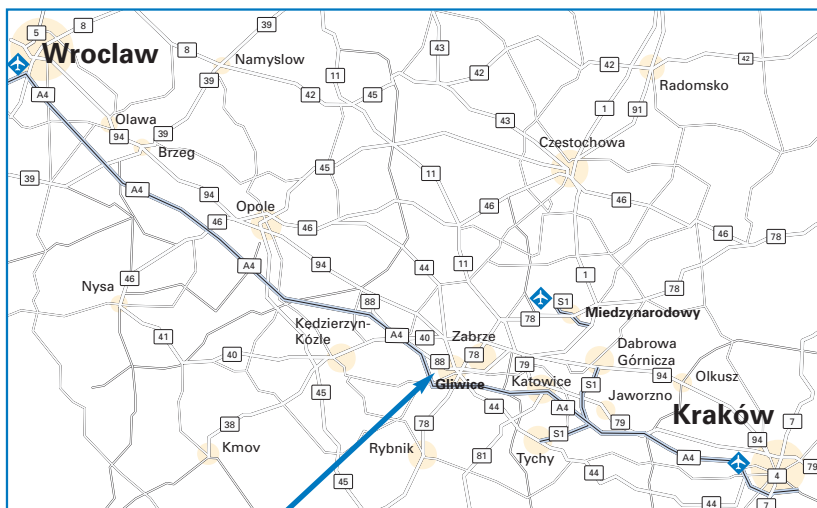 5
8
39
43
Wroclaw
8
Namyslow
11
42
42
Radomsko
A4
39
42
45
1
91
Olawa
43
94
39
Brzeg
Częstochowa
45
39
A4
94
11
46
Opole
46
46
46
78
A4
94
44
11
Nysa
46
1
78
88
S1
Miedzynarodowy
78
41
Kędzierzyn-
Kózle
A4
40
Zabrze
Dabrowa
Górnicza
40
88
78
79
94
Olkusz
45
Gliwice
Katowice
S1
Jaworzno
44
A4
Kraków
38
78
79
7
S1
94
Kmov
Rybnik
81
Tychy
A4
79
45
44
44
4
7